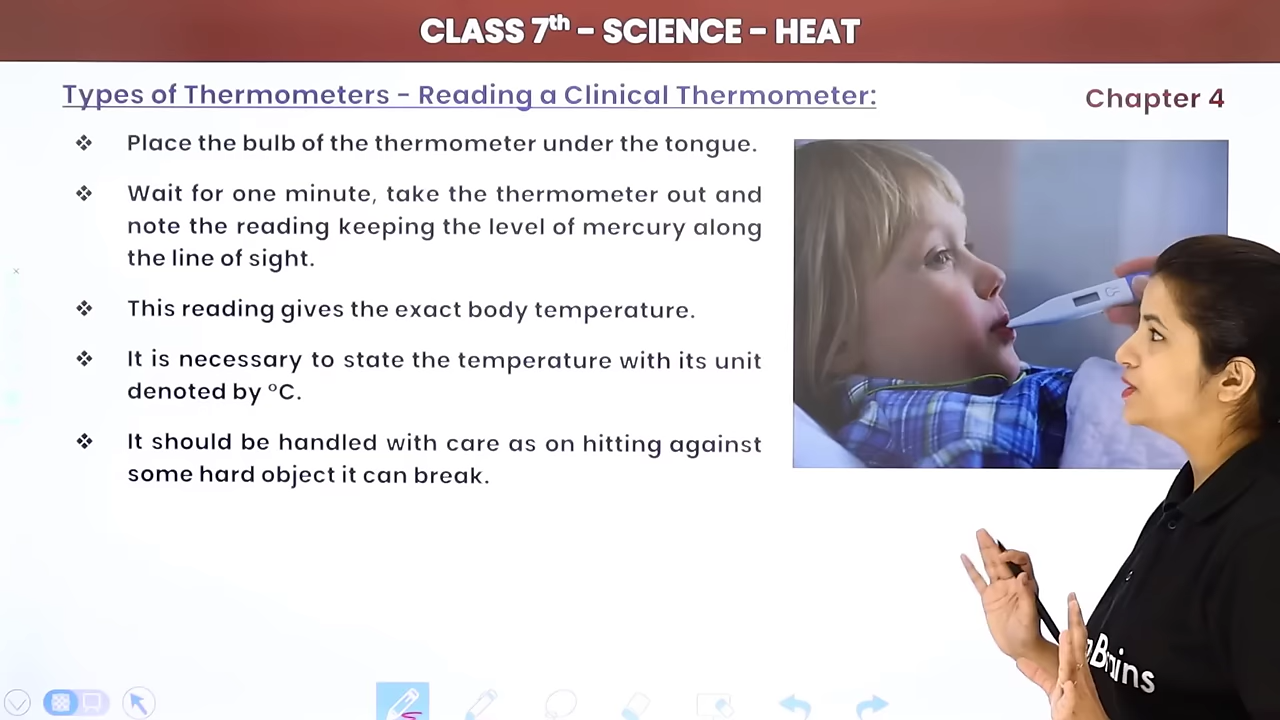 CLASS 7th - SCIENCE - HEAT
Types of Thermometers - Reading a Clinical Thermometer:
Chapter 4
❖ Place the bulb of the thermometer under the tongue.
❖ Wait for one minute, take the thermometer out and
note the reading keeping the level of mercury along
the line of sight.
❖ This reading gives the exact body temperature.
❖ It is necessary to state the temperature with its unit
denoted by °C.
❖ It should be handled with care as on hitting against
some hard object it can break.
Brains